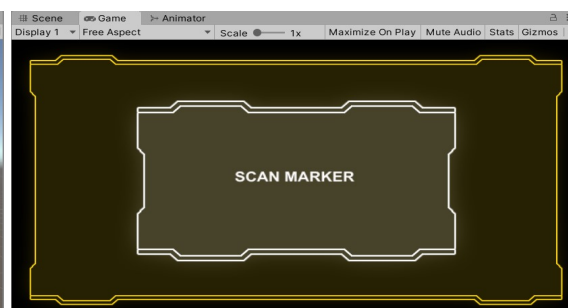 Scene Game Animator
Display 1 Free Aspect Scale 1x Maximize On Play Mute Audio Stats Gizmos
SCAN MARKER